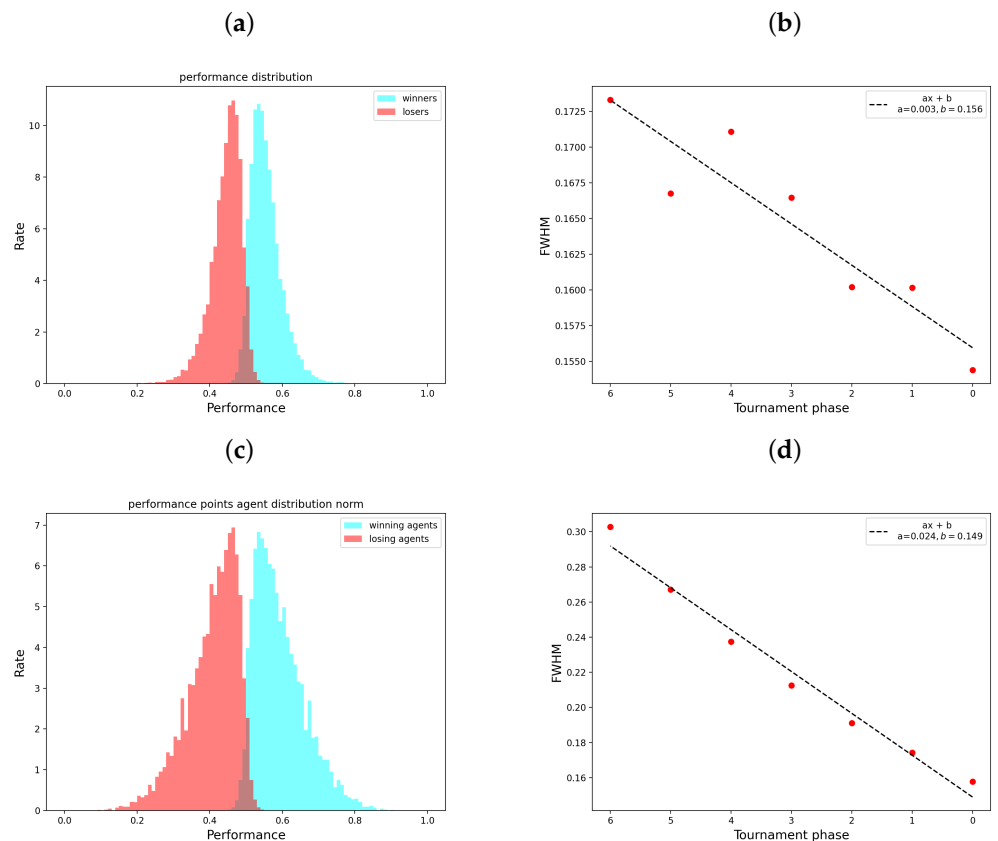 (a)
performance distribution
winners
losers
10
8
6
4
2
0
Rate
0.0 0.2 0.4 0.6 0.8 1.0
Performance
(b)
ax + b
a=0.003, b = 0.156
0.1725
0.1700
0.1675
0.1650
0.1625
0.1600
0.1575
0.1550
FWHM
6 5 4 3 2 1 0
Tournament phase
(c)
performance points agent distribution norm
winning agents
losing agents
7
6
5
4
3
2
1
0
Rate
0.0 0.2 0.4 0.6 0.8 1.0
Performance
(d)
ax + b
a=0.024, b = 0.149
0.30
0.28
0.26
0.24
0.22
0.20
0.18
0.16
FWHM
6 5 4 3 2 1 0
Tournament phase